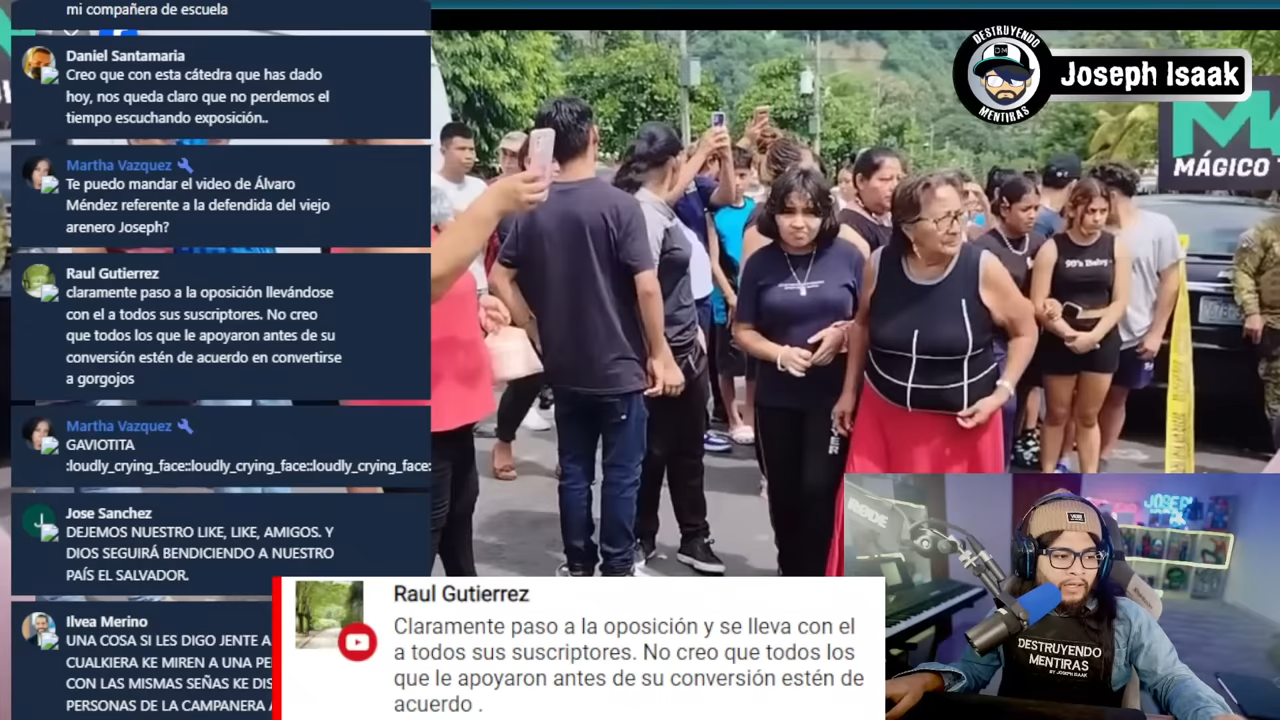 mi compañera de escuela
Daniel Santamaria
Creo que con esta cátedra que has dado
hoy, nos queda claro que no perdemos el
tiempo escuchando exposición..
Martha Vazquez
Te puedo mandar el video de Álvaro
Méndez referente a la defendida del viejo
arenero Joseph?
Raul Gutierrez
claramente paso a la oposición llevándose
con el a todos sus suscriptores. No creo
que todos los que le apoyaron antes de su
conversión estén de acuerdo en convertirse
a gorgojos
Martha Vazquez
GAVIOTITA
:loudly_crying_face::loudly_crying_face::loudly_crying_face:
Jose Sanchez
DEJEMOS NUESTRO LIKE, LIKE, AMIGOS. Y
DIOS SEGUIRÁ BENDICIENDO A NUESTRO
PAÍS EL SALVADOR.
Ilvea Merino
UNA COSA SI LES DIGO JENTE A
CUALKIERA KE MIREN A UNA PE
CON LAS MISMAS SEÑAS KE DIS
PERSONAS DE LA CAMPANERA
DESTRUYENDO
DM
MENTIRAS
Joseph Isaak
MÁGICO
90's Baby
RØDE
JOSEPH
DESTRUYENDO
MENTIRAS
BY JOSEPH ISAAK
Raul Gutierrez
Claramente paso a la oposición y se lleva con el
a todos sus suscriptores. No creo que todos los
que le apoyaron antes de su conversión estén de
acuerdo .